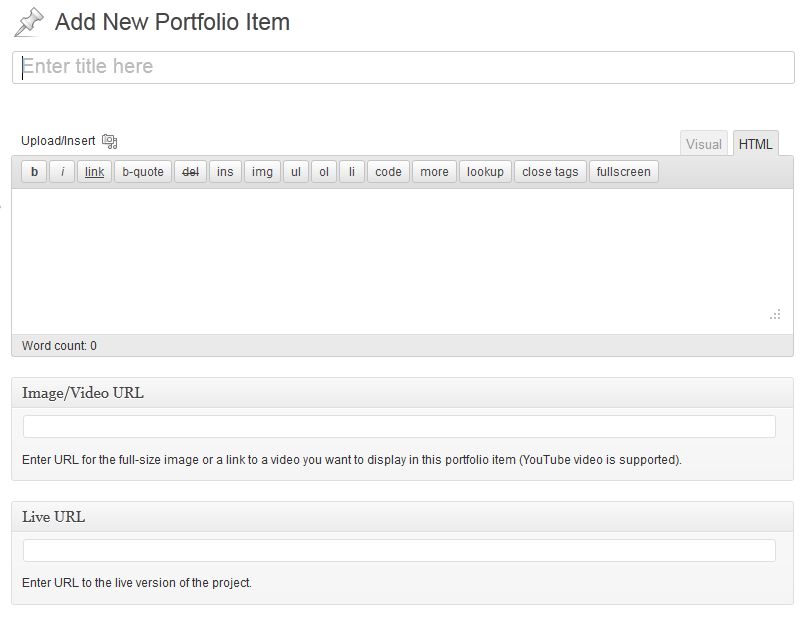 Add New Portfolio Item
Enter title here
Upload/Insert
Visual HTML
b i link b-quote del ins img ul ol li code more lookup close tags fullscreen
Word count: 0
Image/Video URL
Enter URL for the full-size image or a link to a video you want to display in this portfolio item (YouTube video is supported).
Live URL
Enter URL to the live version of the project.